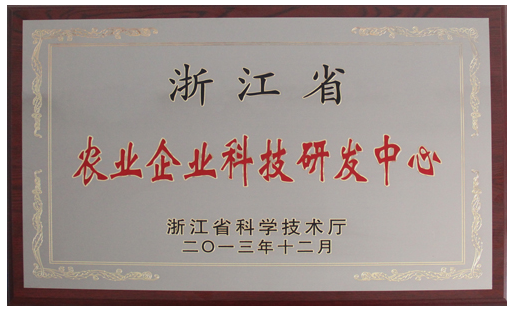 浙江省
农业企业科技研发中心
浙江省科学技术厅
二〇一三年十二月